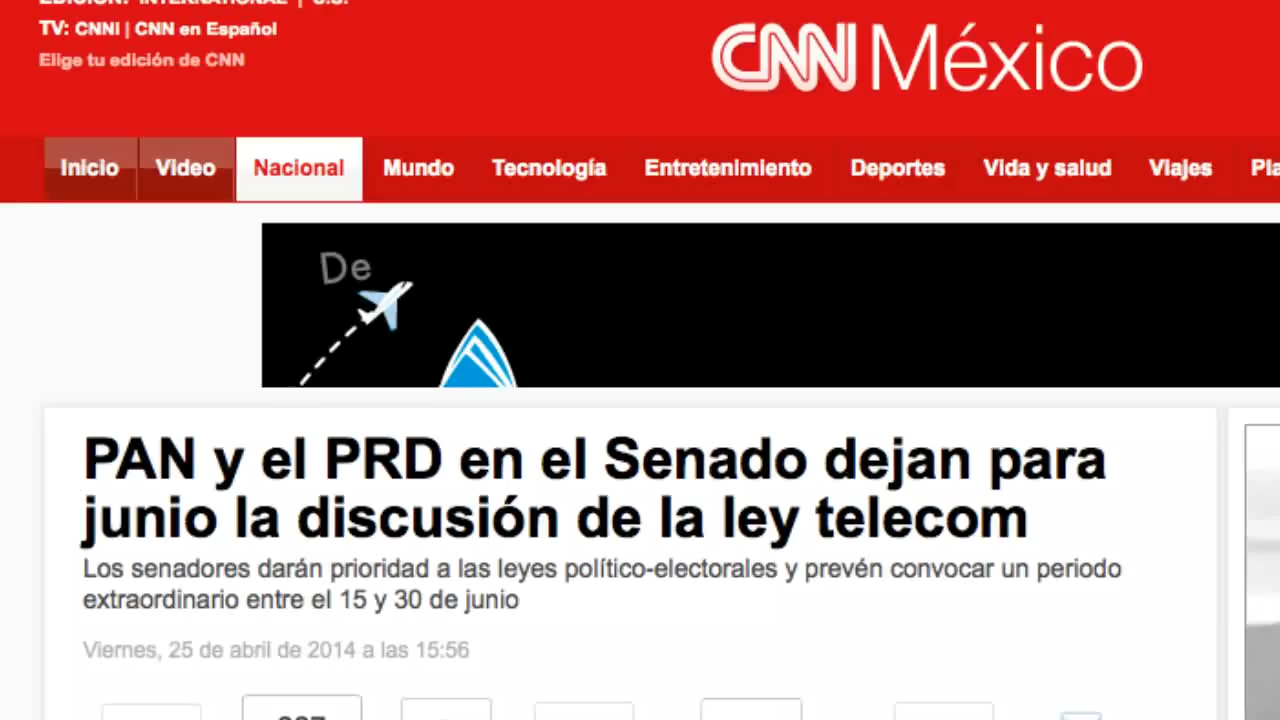 EDICIÓN: INTERNATIONAL | U.S.
TV: CNNI | CNN en Español
Elige tu edición de CNN
CNN México
Inicio Video Nacional Mundo Tecnología Entretenimiento Deportes Vida y salud Viajes
De
PAN y el PRD en el Senado dejan para
junio la discusión de la ley telecom
Los senadores darán prioridad a las leyes político-electorales y prevén convocar un periodo
extraordinario entre el 15 y 30 de junio
Viernes, 25 de abril de 2014 a las 15:56